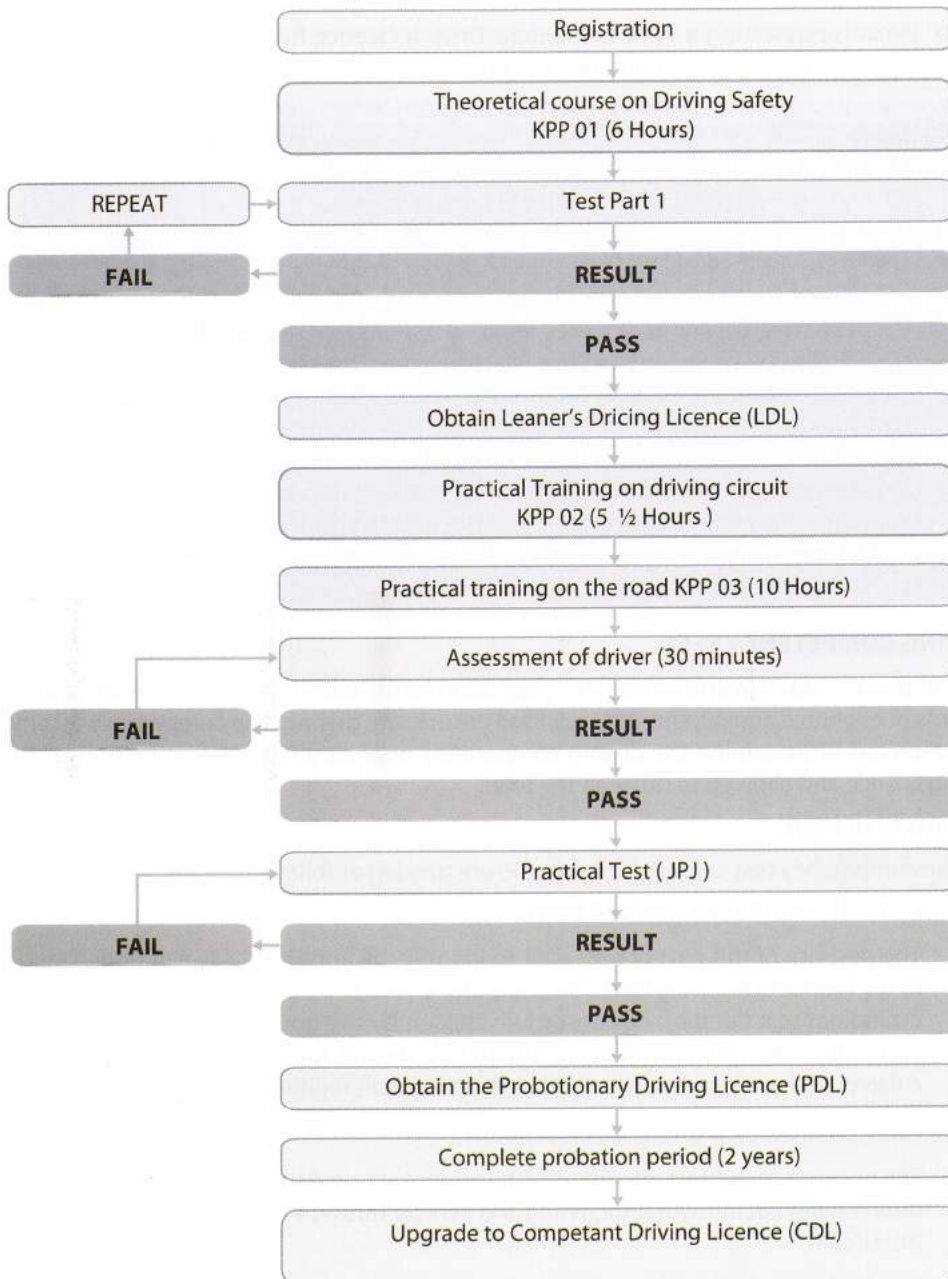 Registration
Theoretical course on Driving Safety
KPP 01 (6 Hours)
REPEAT
Test Part 1
FAIL
RESULT
PASS
Obtain Leaner's Dricing Licence (LDL)
Practical Training on driving circuit
KPP 02 (5 ½ Hours )
Practical training on the road KPP 03 (10 Hours)
Assessment of driver (30 minutes)
FAIL
RESULT
PASS
Practical Test ( JPJ )
FAIL
RESULT
PASS
Obtain the Probotionary Driving Licence (PDL)
Complete probation period (2 years)
Upgrade to Competant Driving Licence (CDL)